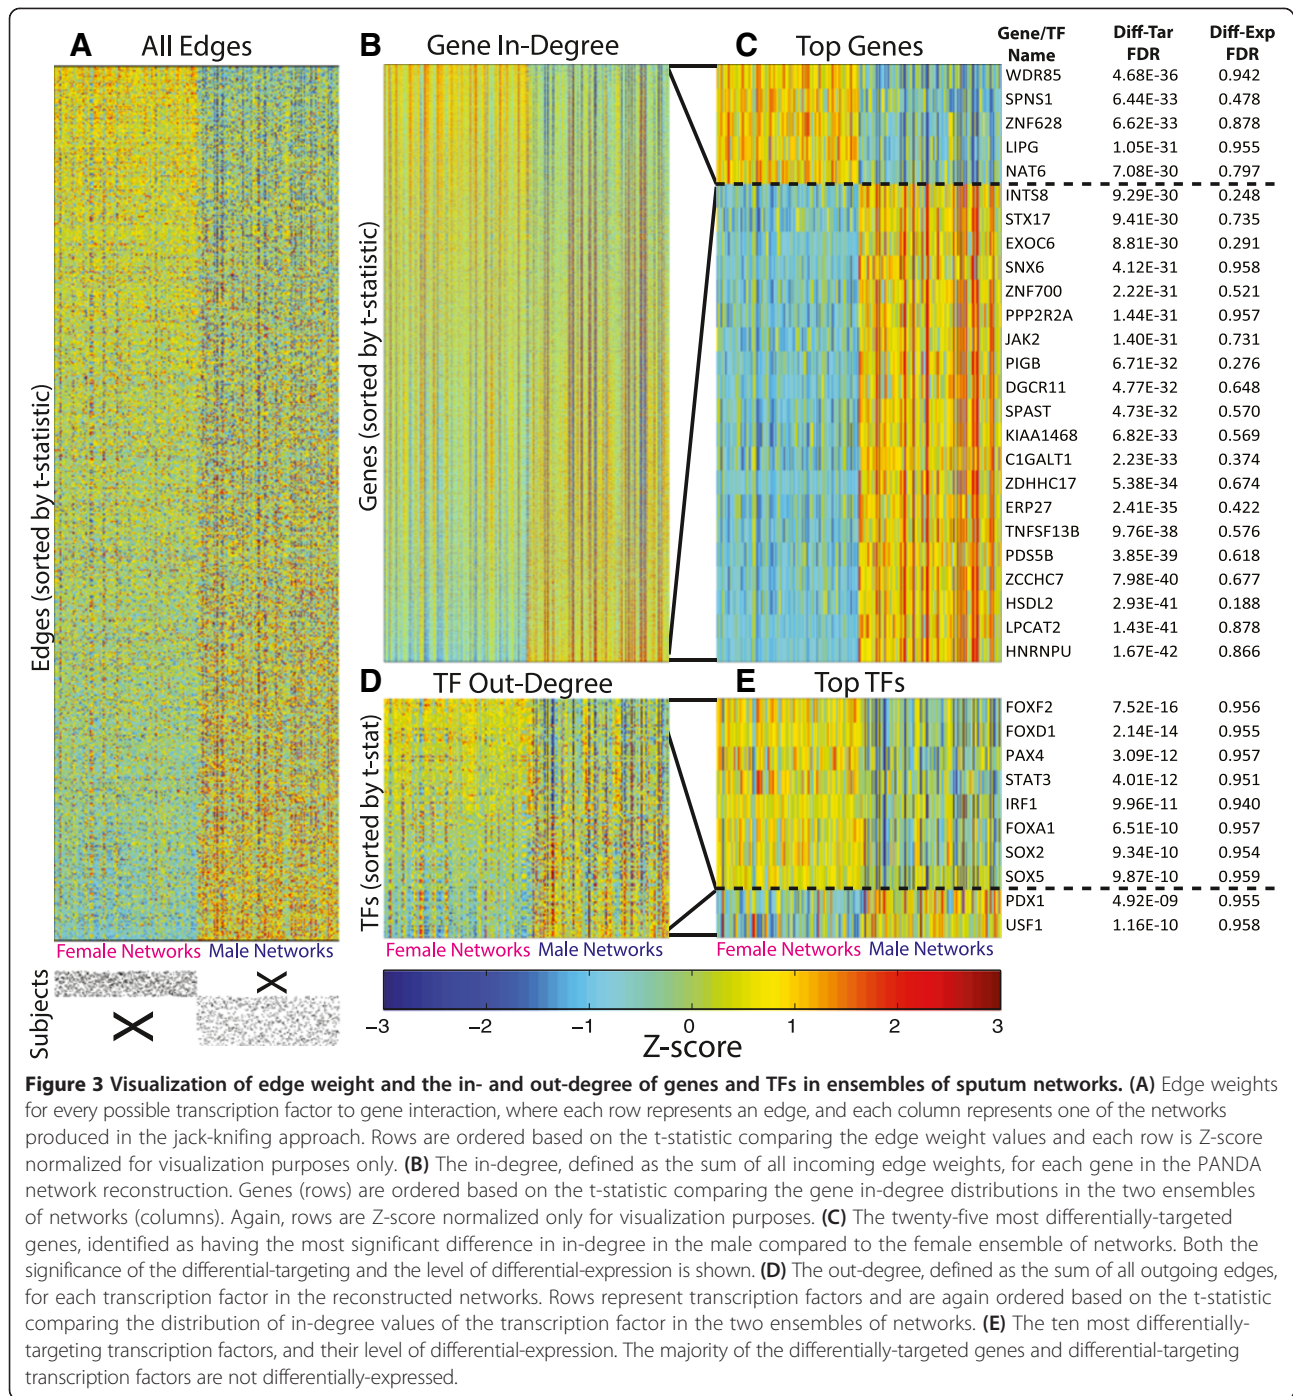 A All Edges
B Gene In-Degree
C Top Genes
Gene/TF Name Diff-Tar FDR Diff-Exp FDR
WDR85 4.68E-36 0.942
SPNS1 6.44E-33 0.478
ZNF628 6.62E-33 0.878
LIPG 1.05E-31 0.955
NAT6 7.08E-30 0.797
INTS8 9.29E-30 0.248
STX17 9.41E-30 0.735
EXOC6 8.81E-30 0.291
SNX6 4.12E-31 0.958
ZNF700 2.22E-31 0.521
PPP2R2A 1.44E-31 0.957
JAK2 1.40E-31 0.731
PIGB 6.71E-32 0.276
DGCR11 4.77E-32 0.648
SPAST 4.73E-32 0.570
KIAA1468 6.82E-33 0.569
C1GALT1 2.23E-33 0.374
ZDHHC17 5.38E-34 0.674
ERP27 2.41E-35 0.422
TNFSF13B 9.76E-38 0.576
PDS5B 3.85E-39 0.618
ZCCHC7 7.98E-40 0.677
HSDL2 2.93E-41 0.188
LPCAT2 1.43E-41 0.878
HNRNPU 1.67E-42 0.866
Edges (sorted by t-statistic)
Genes (sorted by t-statistic)
D TF Out-Degree
E Top TFs
TFs (sorted by t-stat)
FOXF2 7.52E-16 0.956
FOXD1 2.14E-14 0.955
PAX4 3.09E-12 0.957
STAT3 4.01E-12 0.951
IRF1 9.96E-11 0.940
FOXA1 6.51E-10 0.957
SOX2 9.34E-10 0.954
SOX5 9.87E-10 0.959
PDX1 4.92E-09 0.955
USF1 1.16E-10 0.958
Female Networks Male Networks
Female Networks Male Networks
Female Networks Male Networks
Subjects
X
X
−3 −2 −1 0 1 2 3
Z-score
Figure 3 Visualization of edge weight and the in- and out-degree of genes and TFs in ensembles of sputum networks. (A) Edge weights
for every possible transcription factor to gene interaction, where each row represents an edge, and each column represents one of the networks
produced in the jack-knifing approach. Rows are ordered based on the t-statistic comparing the edge weight values and each row is Z-score
normalized for visualization purposes only. (B) The in-degree, defined as the sum of all incoming edge weights, for each gene in the PANDA
network reconstruction. Genes (rows) are ordered based on the t-statistic comparing the gene in-degree distributions in the two ensembles
of networks (columns). Again, rows are Z-score normalized only for visualization purposes. (C) The twenty-five most differentially-targeted
genes, identified as having the most significant difference in in-degree in the male compared to the female ensemble of networks. Both the
significance of the differential-targeting and the level of differential-expression is shown. (D) The out-degree, defined as the sum of all outgoing edges,
for each transcription factor in the reconstructed networks. Rows represent transcription factors and are again ordered based on the t-statistic
comparing the distribution of in-degree values of the transcription factor in the two ensembles of networks. (E) The ten most differentially-
targeting transcription factors, and their level of differential-expression. The majority of the differentially-targeted genes and differential-targeting
transcription factors are not differentially-expressed.